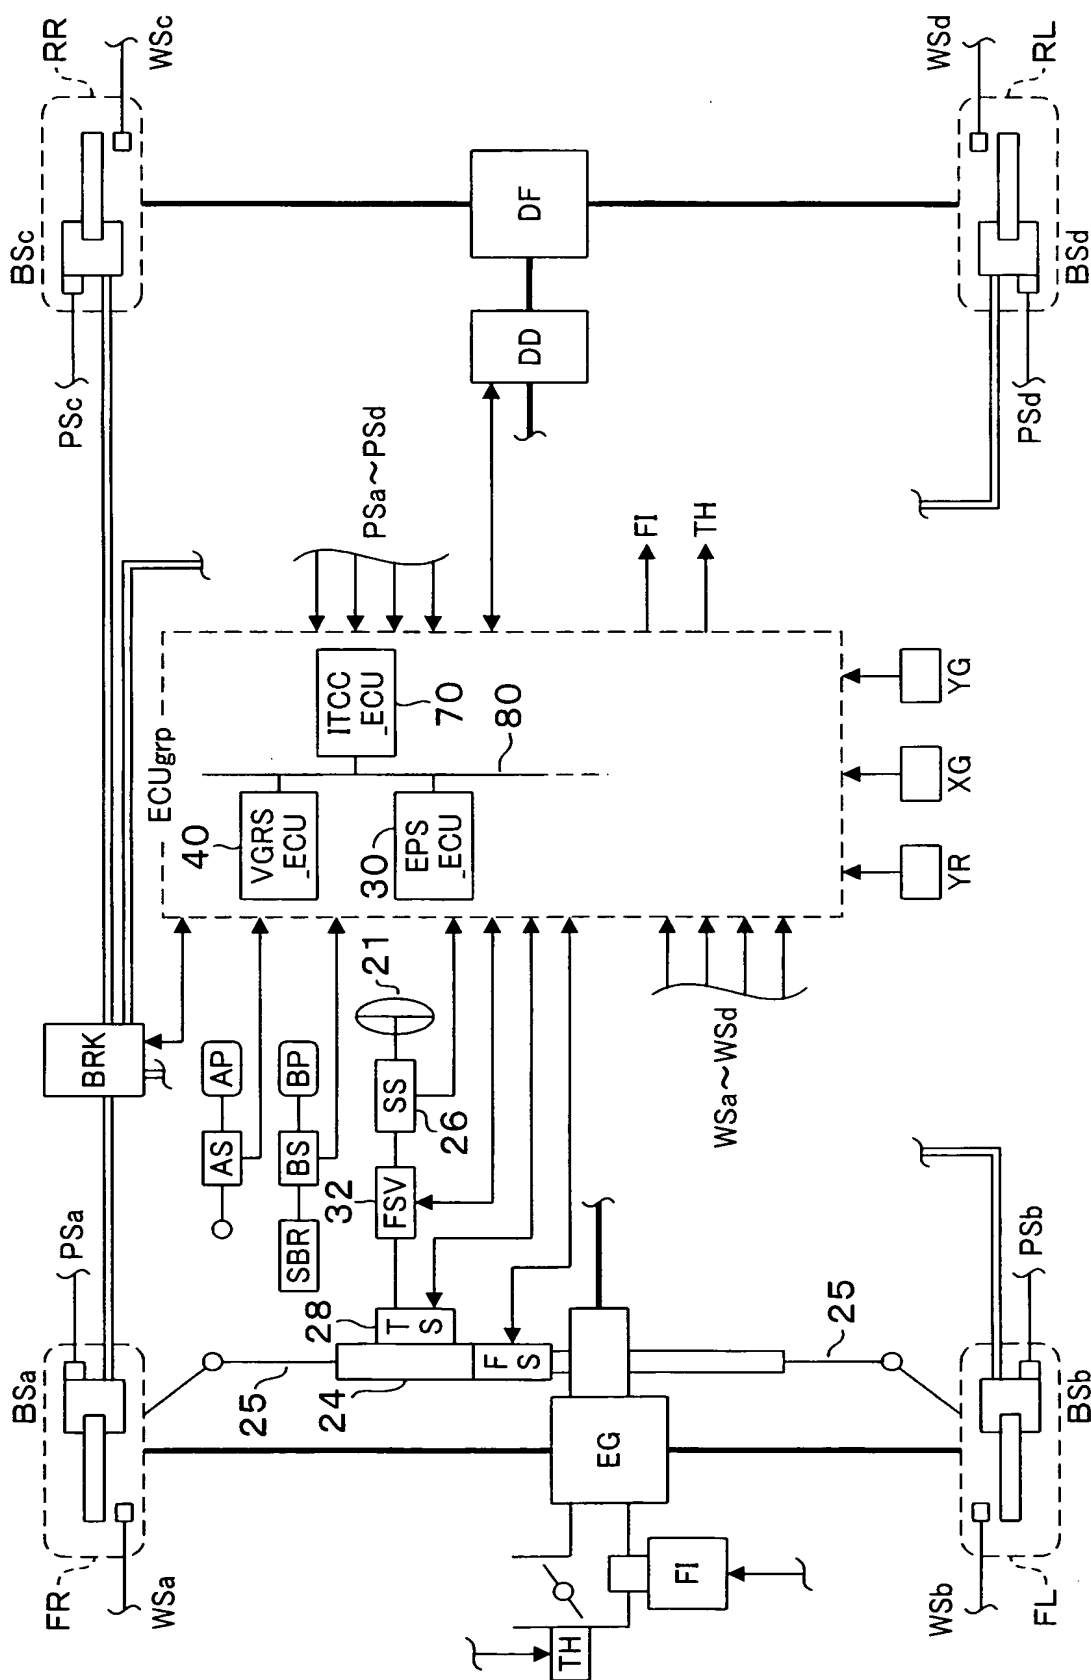 BSa
BSc
FR
RR
PSa
PSc
BRK
WSa
WSc
ECUgrp
40
AS
AP
VGRS
_ECU
25
SBR
BS
BP
24
28
32
21
ITCC
_ECU
30
70
PSa~PSd
T
S
FSV
SS
26
EPS
_ECU
80
F
S
DD
DF
TH
EG
FI
FI
TH
WSa~WSd
25
YR
XG
YG
WSb
WSd
PSb
PSd
FL
RL
BSb
BSd